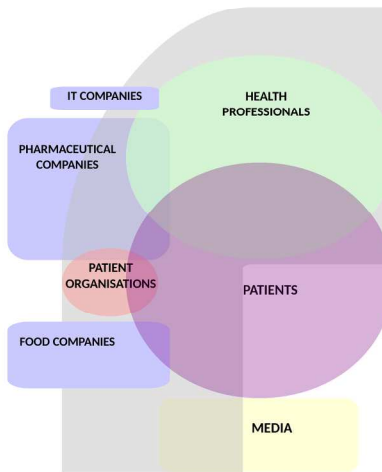 IT COMPANIES
HEALTH
PROFESSIONALS
PHARMACEUTICAL
COMPANIES
PATIENT
ORGANISATIONS
PATIENTS
FOOD COMPANIES
MEDIA